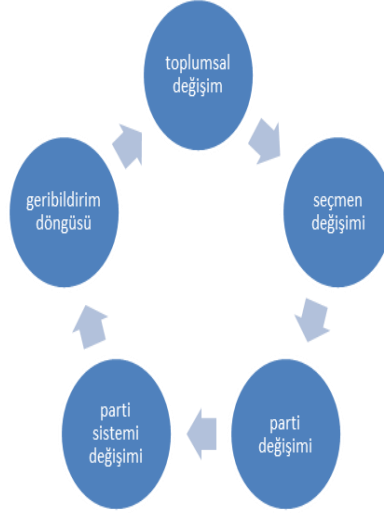 toplumsal
değişim
seçmen
değişimi
parti
değişimi
parti
sistemi
değişimi
geribildirim
döngüsü